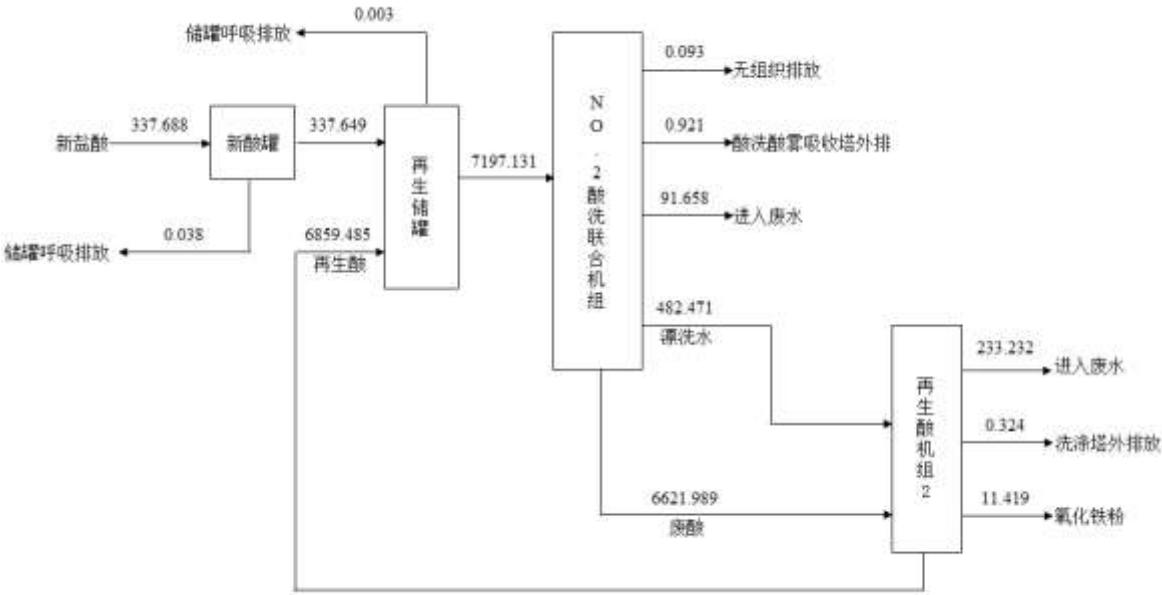 0.003
储罐呼吸排放
新盐酸
337.688
新酸罐
337.649
0.038
储罐呼吸排放
6859.485
再生酸
再生储罐
7197.131
NO.2酸洗联合机组
0.093
无组织排放
0.921
酸洗酸雾吸收塔外排
91.658
进入废水
482.471
漂洗水
6621.989
废酸
再生酸机组2
233.232
进入废水
0.324
洗涤塔外排放
11.419
氧化铁粉